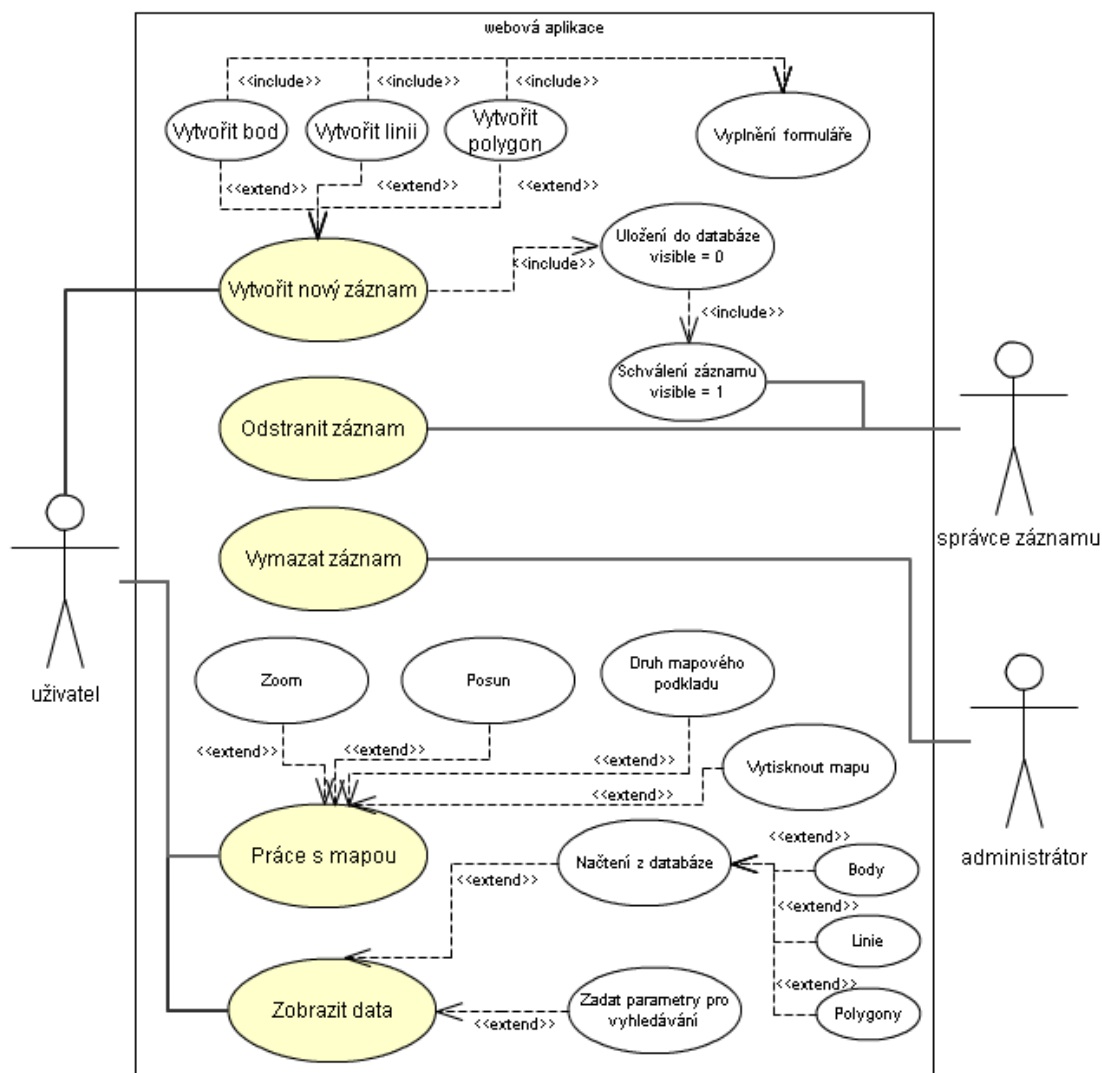 webová aplikace
<<include>>
<<include>>
<<include>>
Vytvořit bod
Vytvořit linii
Vytvořit
polygon
Vyplnění formuláře
<<extend>>
<<extend>>
<<extend>>
Uložení do databáze
visible = 0
<<include>>
Vytvořit nový záznam
<<include>>
Schválení záznamu
visible = 1
Odstranit záznam
správce záznamu
Vymazat záznam
uživatel
Zoom
Posun
Druh mapového
podkladu
<<extend>>
<<extend>>
<<extend>>
Vytisknout mapu
<<extend>>
Práce s mapou
administrátor
Načtení z databáze
<<extend>>
<<extend>>
Body
<<extend>>
Linie
<<extend>>
Polygony
Zobrazit data
<<extend>>
Zadat parametry pro
vyhledávání